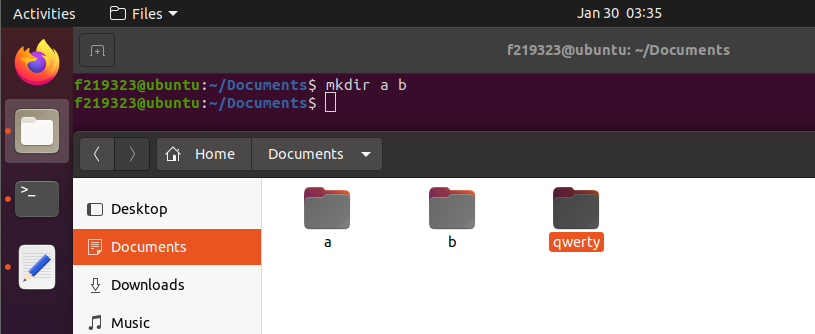 Activities
Files
Jan 30 03:35
f219323@ubuntu: ~/Documents
f219323@ubuntu:~/Documents$ mkdir a b
f219323@ubuntu:~/Documents$
>_
Home
Documents
Desktop
Documents
Downloads
Music
a
b
qwerty